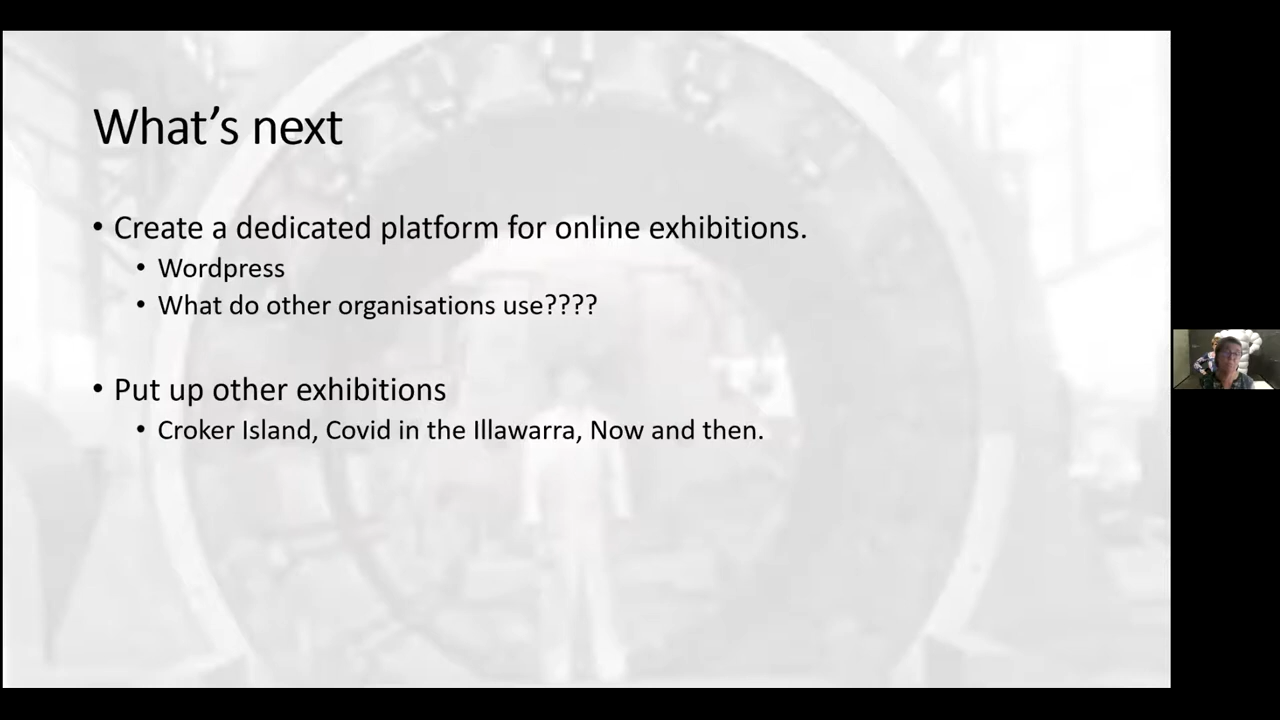 What's next
• Create a dedicated platform for online exhibitions.
• Wordpress
• What do other organisations use????
• Put up other exhibitions
• Croker Island, Covid in the Illawarra, Now and then.